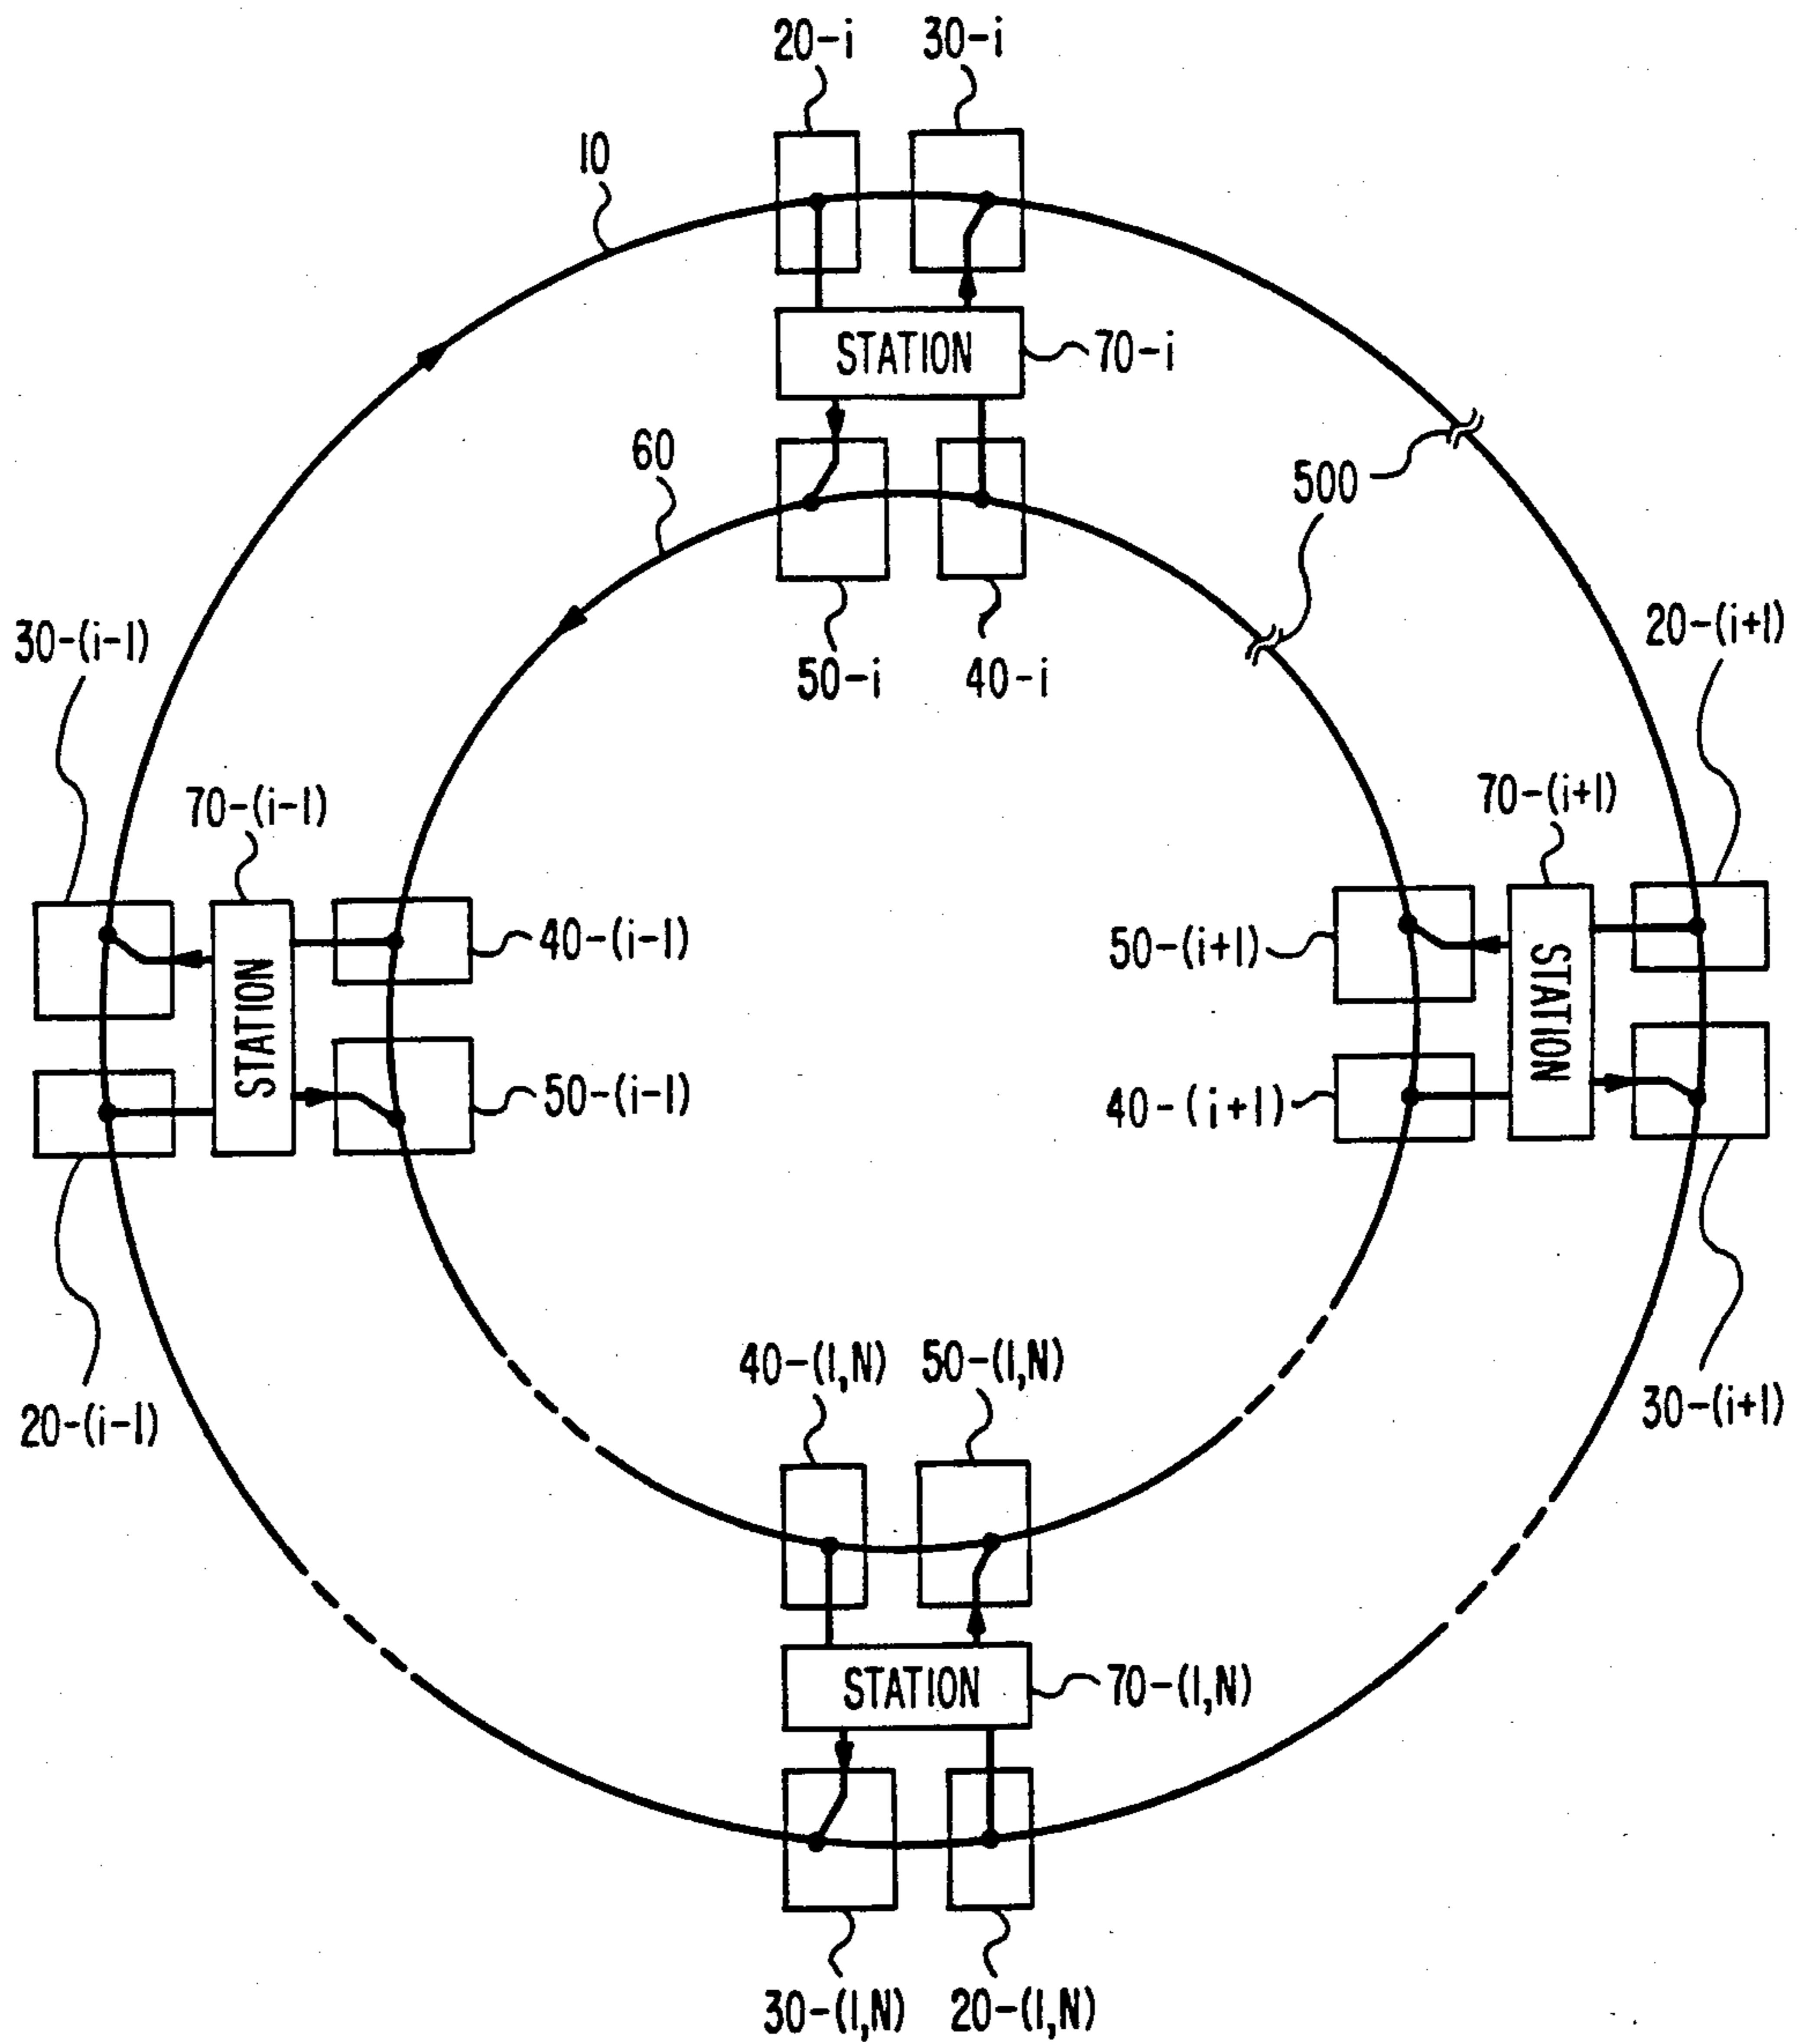 20-i 30-i
10
STATION 70-i
60
500
30-(i-1)
20-(i+1)
50-i 40-i
70-(i-1)
70-(i+1)
40-(i-1)
50-(i+1)
STATION
STATION
50-(i-1)
40-(i+1)
40-(1,N) 50-(1,N)
20-(i-1)
30-(i+1)
STATION 70-(1,N)
30-(1,N) 20-(1,N)